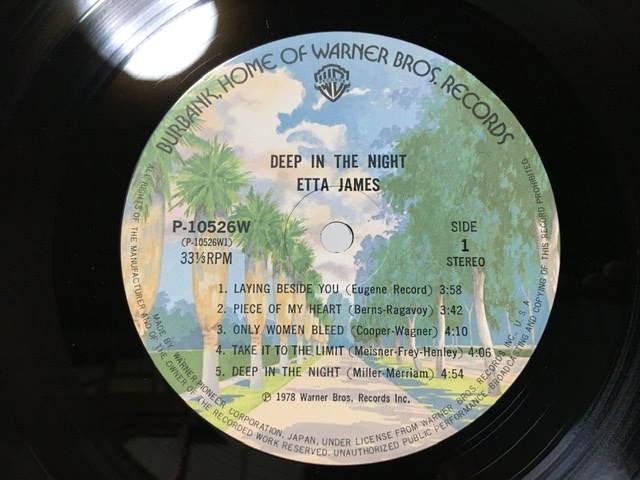 BURBANK, HOME OF WARNER BROS. RECORDS
DEEP IN THE NIGHT
ETTA JAMES
P-10526W
(P-10526W1)
33⅓RPM
SIDE
1
STEREO
1. LAYING BESIDE YOU (Eugene Record) 3:58
2. PIECE OF MY HEART (Berns-Ragavoy) 3:42
3. ONLY WOMEN BLEED (Cooper-Wagner) 4:10
4. TAKE IT TO THE LIMIT (Meisner-Frey-Henley) 4:06
5. DEEP IN THE NIGHT (Miller-Merriam) 4:54
℗ 1978 Warner Bros. Records Inc.
MADE BY WARNER-PIONEER CORPORATION, JAPAN, UNDER LICENSE FROM WARNER BROS. RECORDS INC., U.S.A.
ALL RIGHTS OF THE MANUFACTURER AND OF THE OWNER OF THE RECORDED WORK RESERVED. UNAUTHORIZED PUBLIC PERFORMANCE, BROADCASTING AND COPYING OF THIS RECORD PROHIBITED